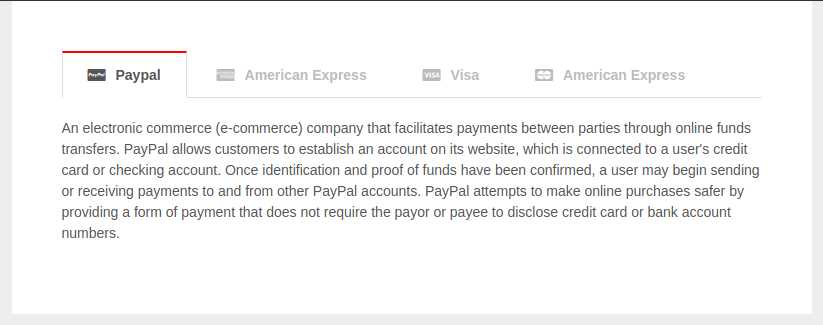 PayPal Paypal American Express VISA Visa American Express
An electronic commerce (e-commerce) company that facilitates payments between parties through online funds
transfers. PayPal allows customers to establish an account on its website, which is connected to a user's credit
card or checking account. Once identification and proof of funds have been confirmed, a user may begin sending
or receiving payments to and from other PayPal accounts. PayPal attempts to make online purchases safer by
providing a form of payment that does not require the payor or payee to disclose credit card or bank account
numbers.